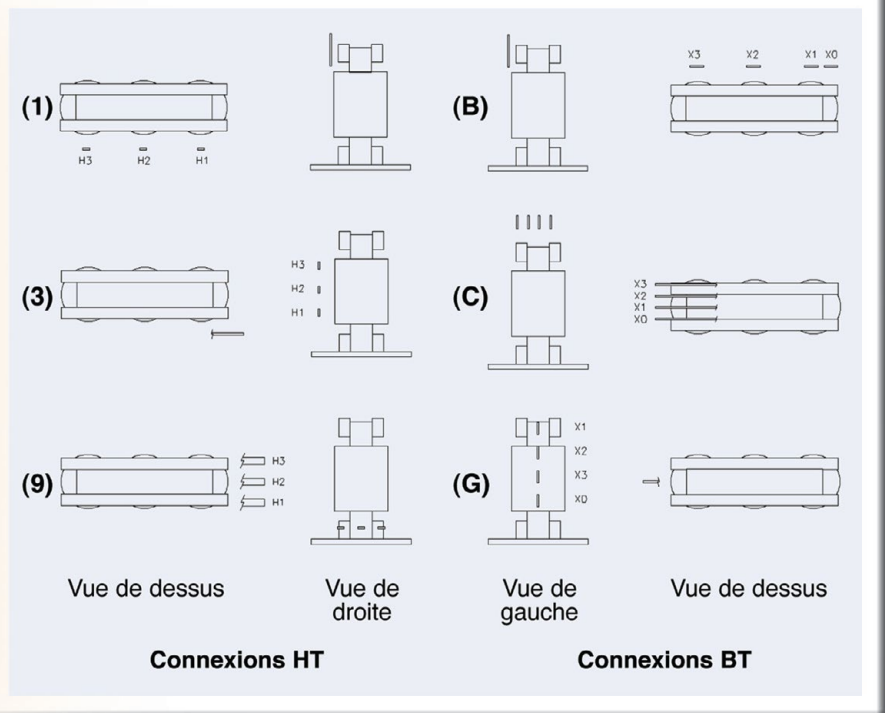 (1)
H3 H2 H1
(B)
X3 X2 X1 X0
(3)
H3
H2
H1
(C)
X3
X2
X1
X0
(9)
H3
H2
H1
(G)
X1
X2
X3
X0
Vue de dessus
Vue de
droite
Vue de
gauche
Vue de dessus
Connexions HT
Connexions BT